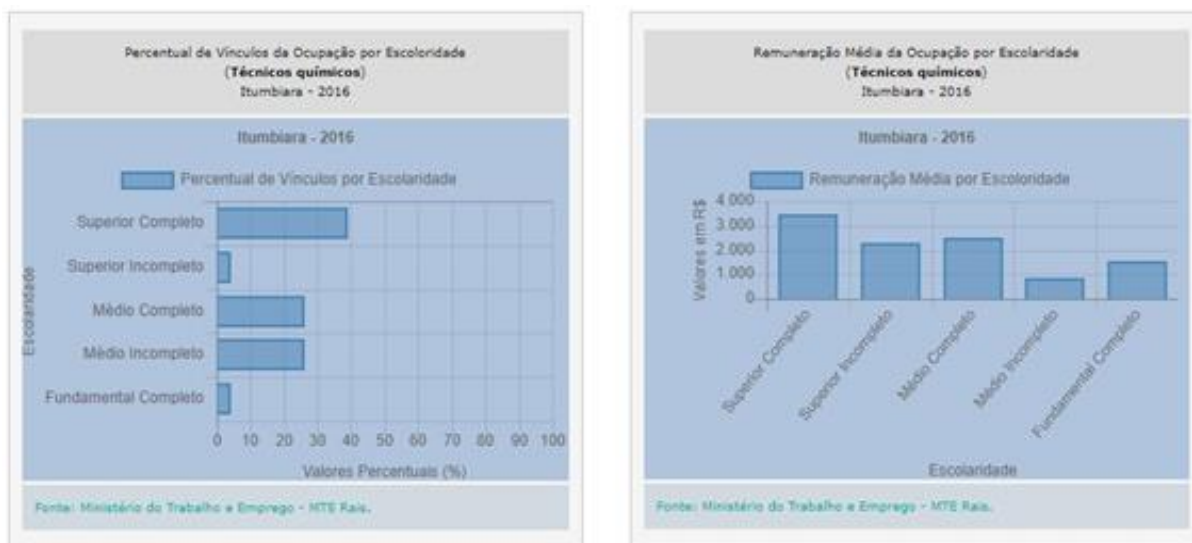 Percentual de Vínculos da Ocupação por Escoloridade
(Técnicos químicos)
Itumbiara - 2016
Itumbiara - 2016
Percentual de Vínculos por Escolaridade
Escolaridade
Superior Completo
Superior Incompleto
Médio Completo
Médio Incompleto
Fundamental Completo
0 10 20 30 40 50 60 70 80 90 100
Valores Percentuais (%)
Fonte: Ministério do Trabalho e Emprego - MTE Rais.
Remuneração Média da Ocupação por Escolaridade
(Técnicos químicos)
Itumbiara - 2016
Itumbiara - 2016
Remuneração Média por Escoloridade
Valores em R$
4.000
3.000
2.000
1.000
0
Superior Completo
Superior Incompleto
Médio Completo
Médio Incompleto
Fundamental Completo
Escolaridade
Fonte: Ministério do Trabalho e Emprego - MTE Rais.